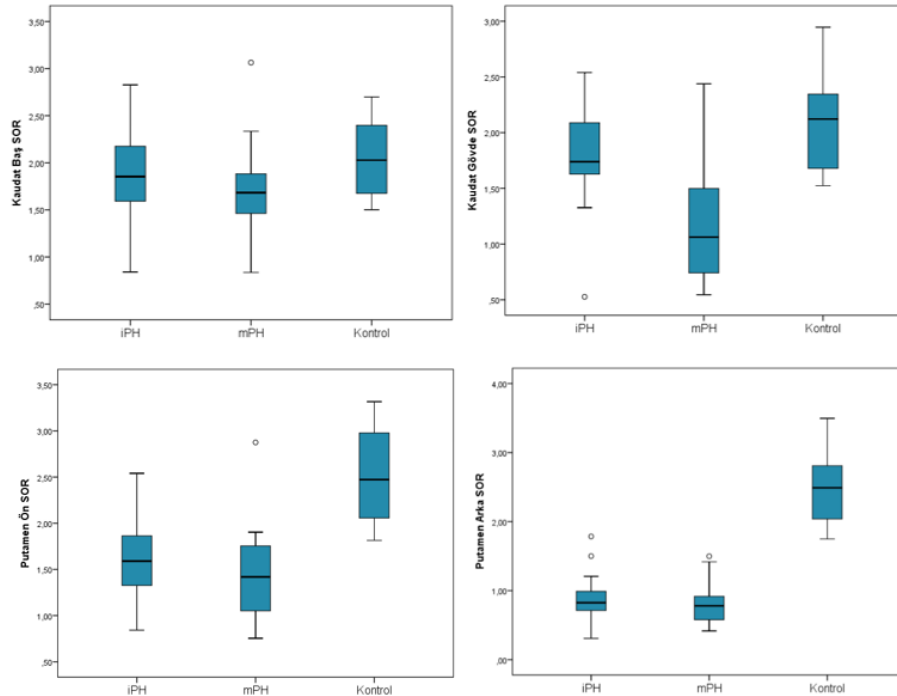 Kaudat Baş SOR
3,50
3,00
2,50
2,00
1,50
1,00
,50
iPH
mPH
Kontrol
Kaudat Gövde SOR
3,00
2,50
2,00
1,50
1,00
,50
iPH
mPH
Kontrol
Putamen Ön SOR
3,50
3,00
2,50
2,00
1,50
1,00
,50
iPH
mPH
Kontrol
Putamen Arka SOR
4,00
3,00
2,00
1,00
,00
iPH
mPH
Kontrol